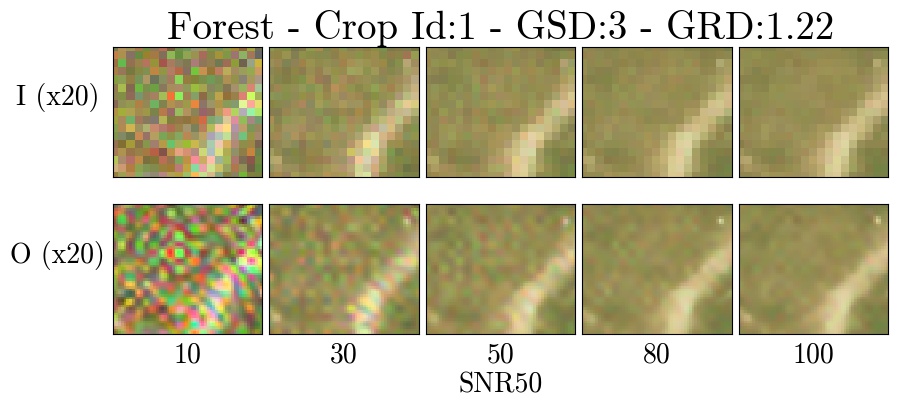 Forest - Crop Id:1 - GSD:3 - GRD:1.22
I (x20)
O (x20)
10 30 50 80 100
SNR50